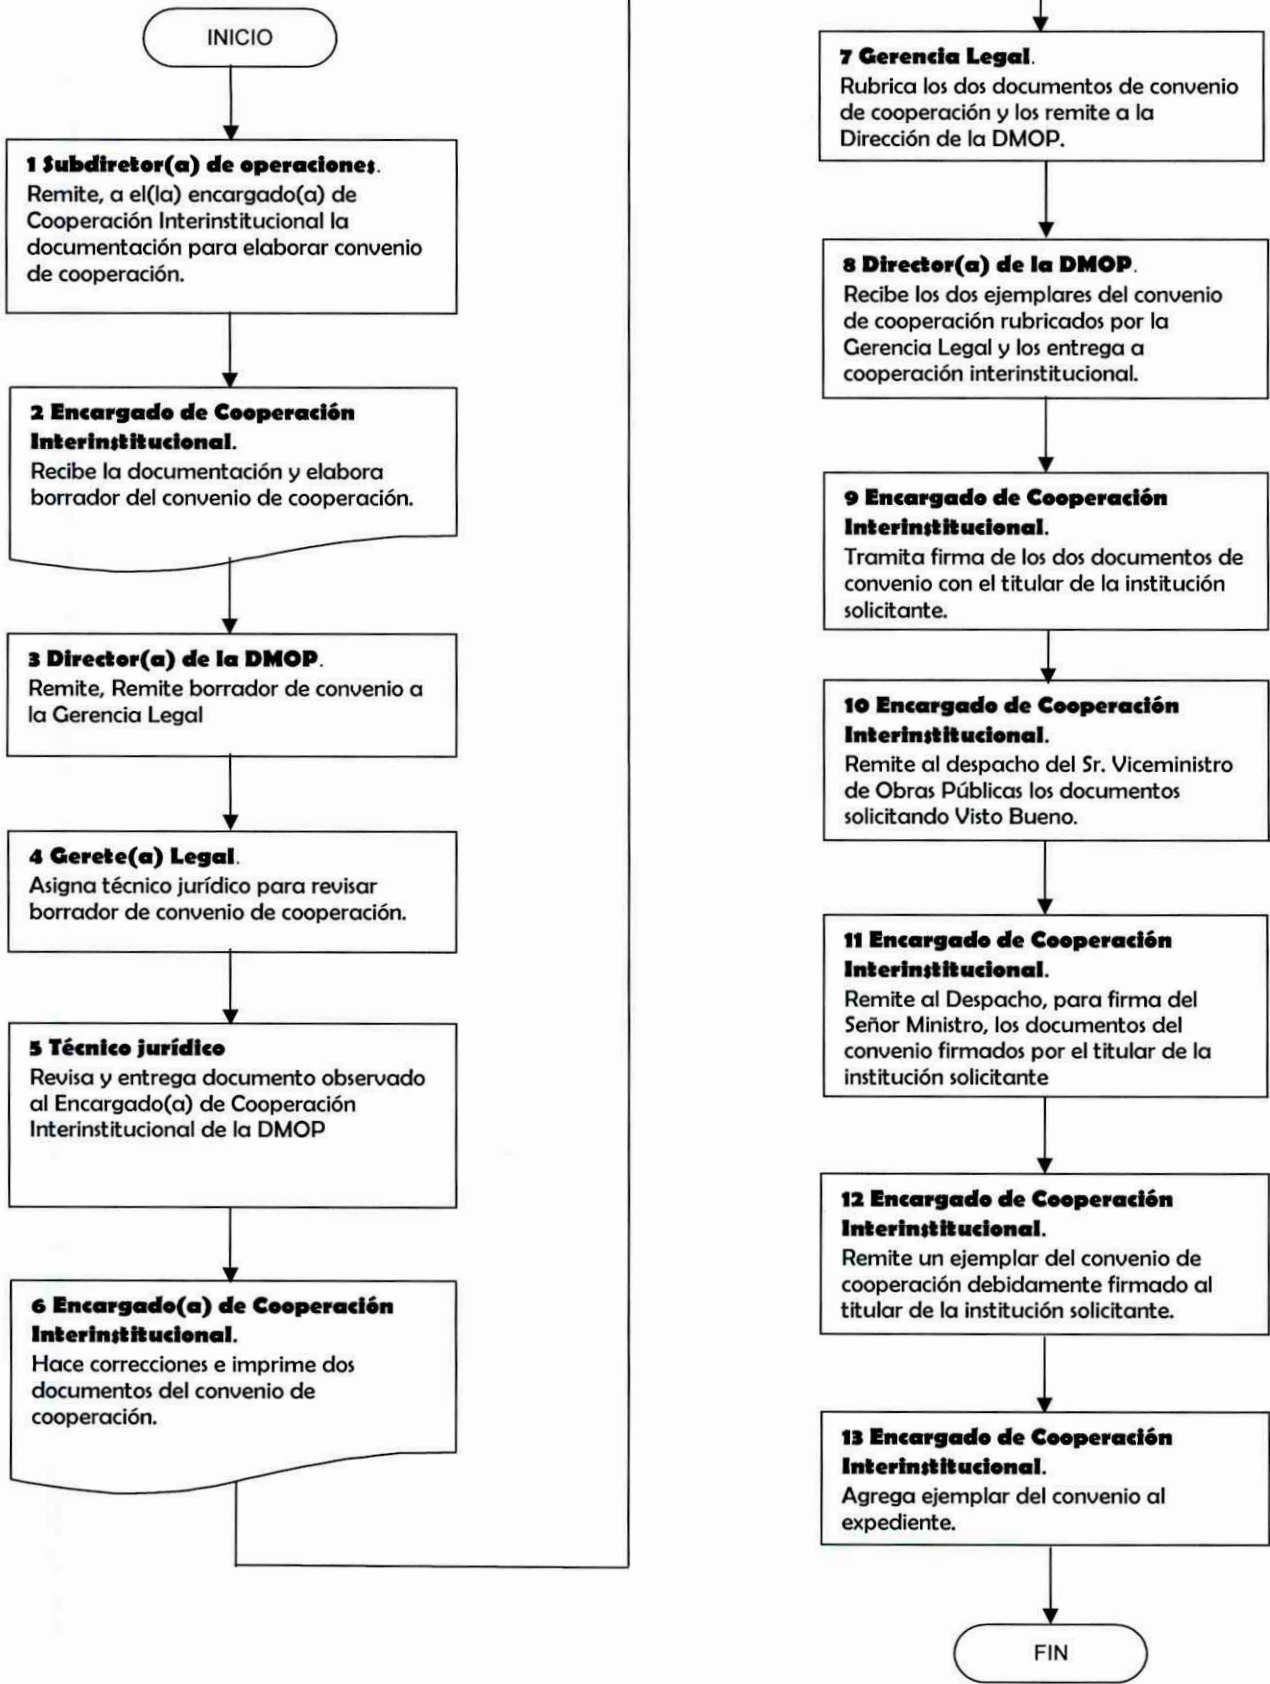 INICIO
1 Subdiretor(a) de operaciones.
Remite, a el(la) encargado(a) de
Cooperación Interinstitucional la
documentación para elaborar convenio
de cooperación.
2 Encargado de Cooperación
Interinstitucional.
Recibe la documentación y elabora
borrador del convenio de cooperación.
3 Director(a) de la DMOP.
Remite, Remite borrador de convenio a
la Gerencia Legal
4 Gerete(a) Legal.
Asigna técnico jurídico para revisar
borrador de convenio de cooperación.
5 Técnico jurídico
Revisa y entrega documento observado
al Encargado(a) de Cooperación
Interinstitucional de la DMOP
6 Encargado(a) de Cooperación
Interinstitucional.
Hace correcciones e imprime dos
documentos del convenio de
cooperación.
7 Gerencia Legal.
Rubrica los dos documentos de convenio
de cooperación y los remite a la
Dirección de la DMOP.
8 Director(a) de la DMOP.
Recibe los dos ejemplares del convenio
de cooperación rubricados por la
Gerencia Legal y los entrega a
cooperación interinstitucional.
9 Encargado de Cooperación
Interinstitucional.
Tramita firma de los dos documentos de
convenio con el titular de la institución
solicitante.
10 Encargado de Cooperación
Interinstitucional.
Remite al despacho del Sr. Viceministro
de Obras Públicas los documentos
solicitando Visto Bueno.
11 Encargado de Cooperación
Interinstitucional.
Remite al Despacho, para firma del
Señor Ministro, los documentos del
convenio firmados por el titular de la
institución solicitante
12 Encargado de Cooperación
Interinstitucional.
Remite un ejemplar del convenio de
cooperación debidamente firmado al
titular de la institución solicitante.
13 Encargado de Cooperación
Interinstitucional.
Agrega ejemplar del convenio al
expediente.
FIN